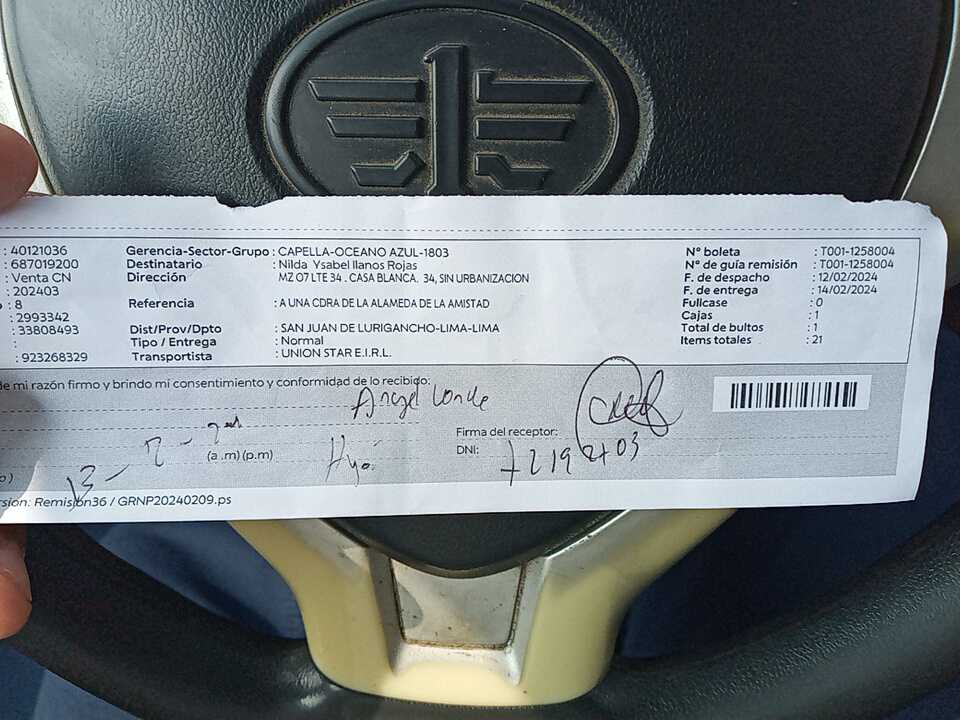 : 40121036 Gerencia-Sector-Grupo : CAPELLA-OCEANO AZUL-1803 N° boleta : T001-1258004
: 687019200 Destinatario : Nilda Ysabel llanos Rojas N° de guía remisión : T001-1258004
: Venta CN Dirección : MZ 07 LTE 34 . CASA BLANCA. 34, SIN URBANIZACION F. de despacho : 12/02/2024
: 202403 F. de entrega : 14/02/2024
: 8 Referencia : A UNA CDRA DE LA ALAMEDA DE LA AMISTAD Fullcase : 0
: 2993342 Cajas : 1
: 33808493 Dist/Prov/Dpto : SAN JUAN DE LURIGANCHO-LIMA-LIMA Total de bultos : 1
: Tipo / Entrega : Normal Items totales : 21
: 923268329 Transportista : UNION STAR E.I.R.L.
de mi razón firmo y brindo mi consentimiento y conformidad de lo recibido:
Angel
Firma del receptor:
(a.m)(p.m) DNI:
13-2-
rsion: Remision36 / GRNP20240209.ps